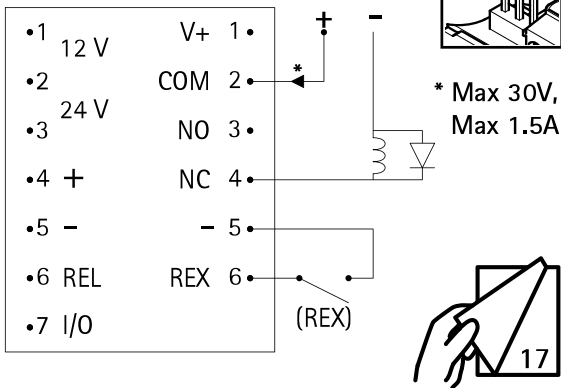 + -
•1 V+ 1•
12 V
•2 COM 2• *
24 V
•3 NO 3•
•4 + NC 4•
•5 - - 5•
•6 REL REX 6•
•7 I/O
(REX)
* Max 30V,
Max 1.5A
17